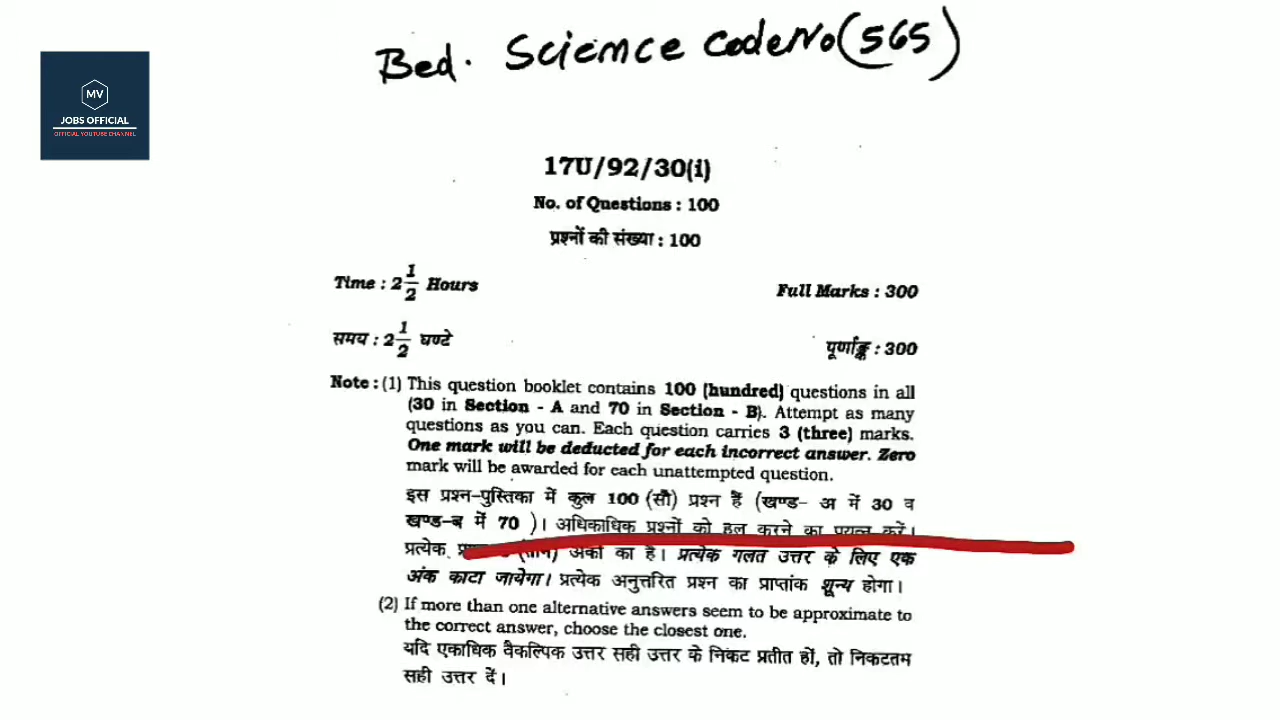 Bed. Science Code No (565)
MV
JOBS OFFICIAL
OFFICIAL YOUTUBE CHANNEL
17U/92/30(i)
No. of Questions : 100
प्रश्नों की संख्या : 100
Time : 2 1/2 Hours
Full Marks : 300
समय : 2 1/2 घण्टे
पूर्णाङ्क : 300
Note : (1) This question booklet contains 100 (hundred) questions in all
(30 in Section - A and 70 in Section - B). Attempt as many
questions as you can. Each question carries 3 (three) marks.
One mark will be deducted for each incorrect answer. Zero
mark will be awarded for each unattempted question.
इस प्रश्न-पुस्तिका में कुल 100 (सौ) प्रश्न हैं (खण्ड- अ में 30 व
खण्ड-ब में 70 )। अधिकाधिक प्रश्नों को हल करने का प्रयत्न करें।
प्रत्येक (तीन) अंकों का है। प्रत्येक गलत उत्तर के लिए एक
अंक काटा जायेगा। प्रत्येक अनुत्तरित प्रश्न का प्राप्तांक शून्य होगा।
(2) If more than one alternative answers seem to be approximate to
the correct answer, choose the closest one.
यदि एकाधिक वैकल्पिक उत्तर सही उत्तर के निकट प्रतीत हों, तो निकटतम
सही उत्तर दें।